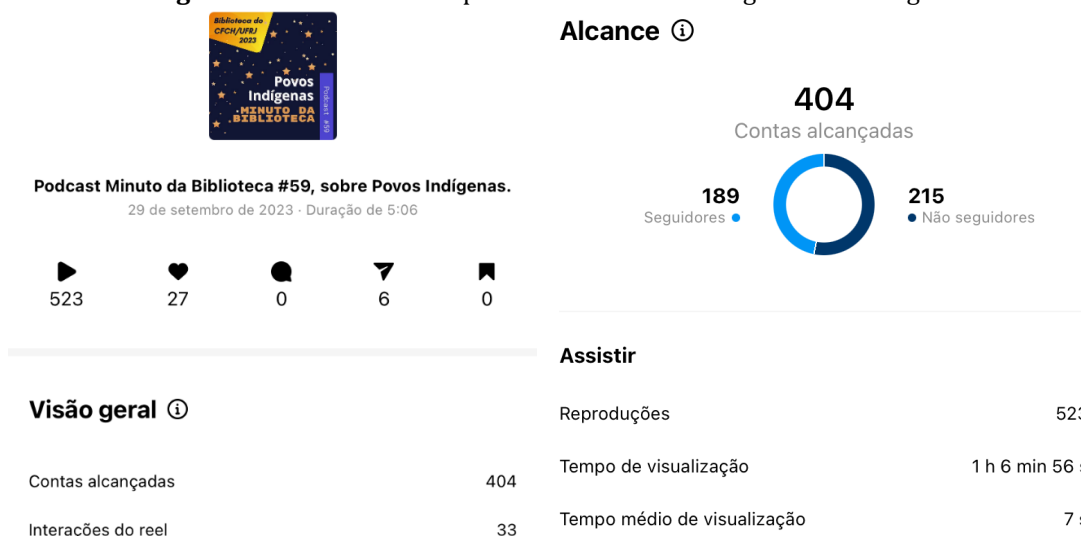 Biblioteca do
CFCH/UFRJ
2023
Povos
Indígenas
MINUTO DA
BIBLIOTECA
Podcast #59
Podcast Minuto da Biblioteca #59, sobre Povos Indígenas.
29 de setembro de 2023 · Duração de 5:06
523 27 0 6 0
Visão geral
Contas alcançadas 404
Interações do reel 33
Alcance
404
Contas alcançadas
189
Seguidores
215
Não seguidores
Assistir
Reproduções 523
Tempo de visualização 1 h 6 min 56 s
Tempo médio de visualização 7 s